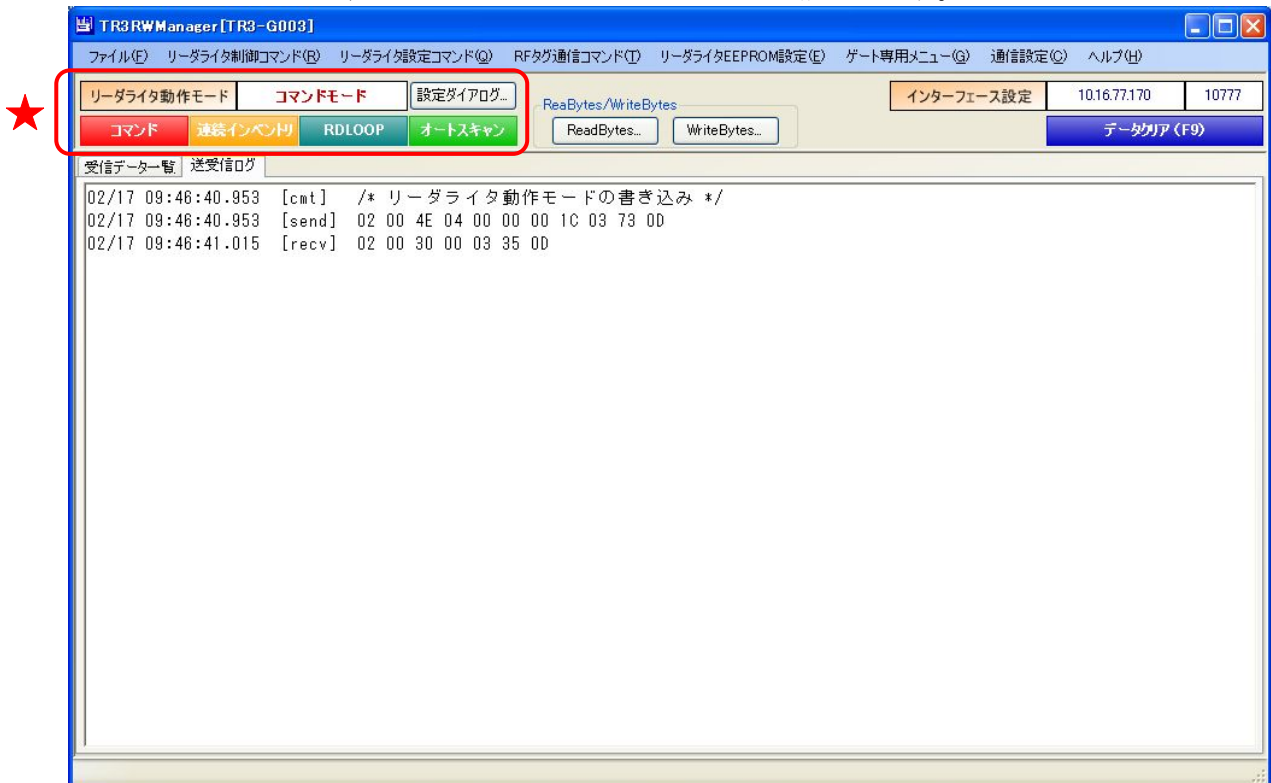 TR3RWManager[TR3-G003]
ファイル(F) リーダライタ制御コマンド(R) リーダライタ設定コマンド(Q) RFタグ通信コマンド(T) リーダライタEEPROM設定(E) ゲート専用メニュー(G) 通信設定(C) ヘルプ(H)
リーダライタ動作モード コマンドモード 設定ダイアログ... ReaBytes/WriteBytes インターフェース設定 10.16.77.170 10777
コマンド 連続インベントリ RDLOOP オートスキャン ReadBytes... WriteBytes... データクリア(F9)
受信データ一覧 送受信ログ
02/17 09:46:40.953 [cmt] /* リーダライタ動作モードの書き込み */
02/17 09:46:40.953 [send] 02 00 4E 04 00 00 00 1C 03 73 0D
02/17 09:46:41.015 [recv] 02 00 30 00 03 35 0D